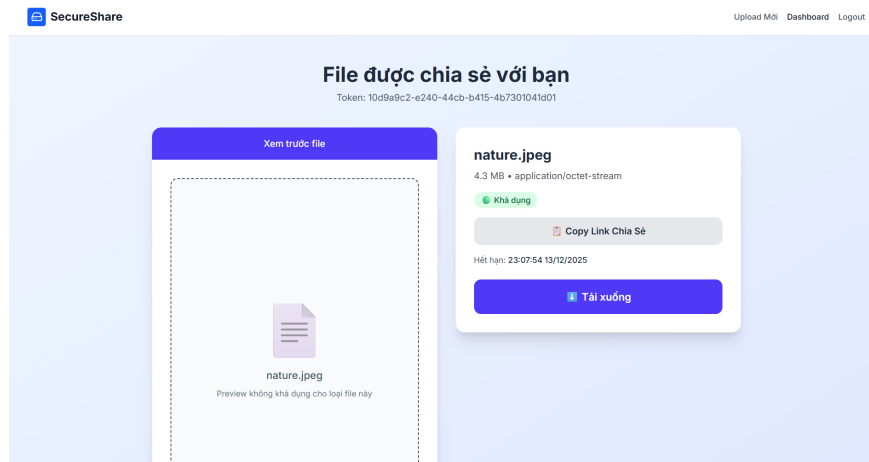 SecureShare
Upload Mới Dashboard Logout
File được chia sẻ với bạn
Token: 10d9a9c2-e240-44cb-b415-4b7301041d01
Xem trước file
nature.jpeg
Preview không khả dụng cho loại file này
nature.jpeg
4.3 MB • application/octet-stream
Khả dụng
Copy Link Chia Sẻ
Hết hạn: 23:07:54 13/12/2025
Tải xuống